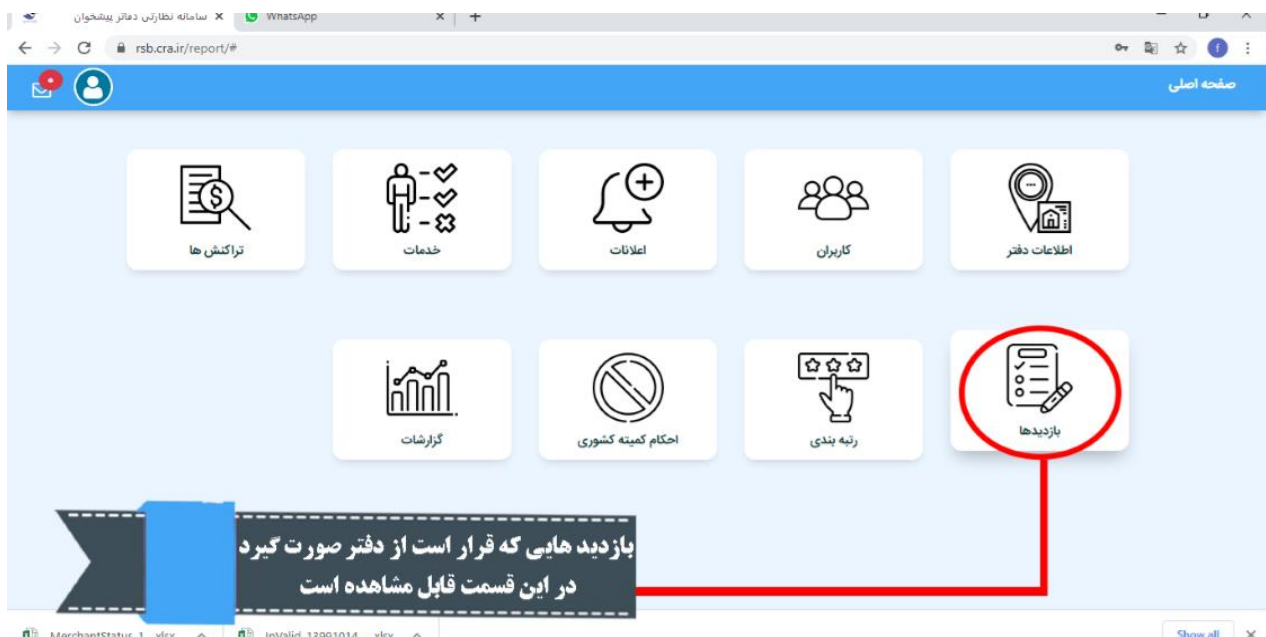 سامانه نظارتی دفاتر پیشخوان
WhatsApp
rsb.cra.ir/report/#
صفحه اصلی
اطلاعات دفتر
کاربران
اعلانات
خدمات
تراکنش ها
بازدیدها
رتبه بندی
احکام کمیته کشوری
گزارشات
بازدید هایی که قرار است از دفتر صورت گیرد
در این قسمت قابل مشاهده است
MerchantStatus_1....xlsx
InValid_13991014....xlsx
Show all